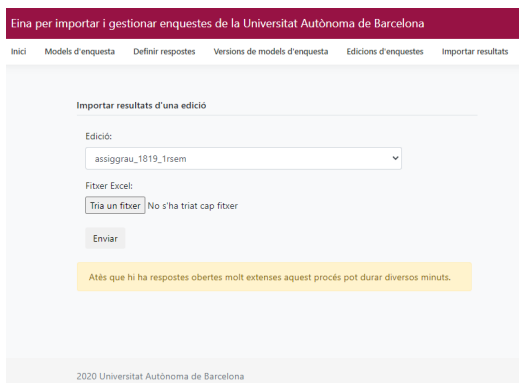 Eina per importar i gestionar enquestes de la Universitat Autònoma de Barcelona
Inici Models d'enquesta Definir respostes Versions de models d'enquesta Edicions d'enquestes Importar resultats
Importar resultats d'una edició
Edició:
assiggrau_1819_1rsem
Fitxer Excel:
Tria un fitxer No s'ha triat cap fitxer
Enviar
Atès que hi ha respostes obertes molt extenses aquest procés pot durar diversos minuts.
2020 Universitat Autònoma de Barcelona